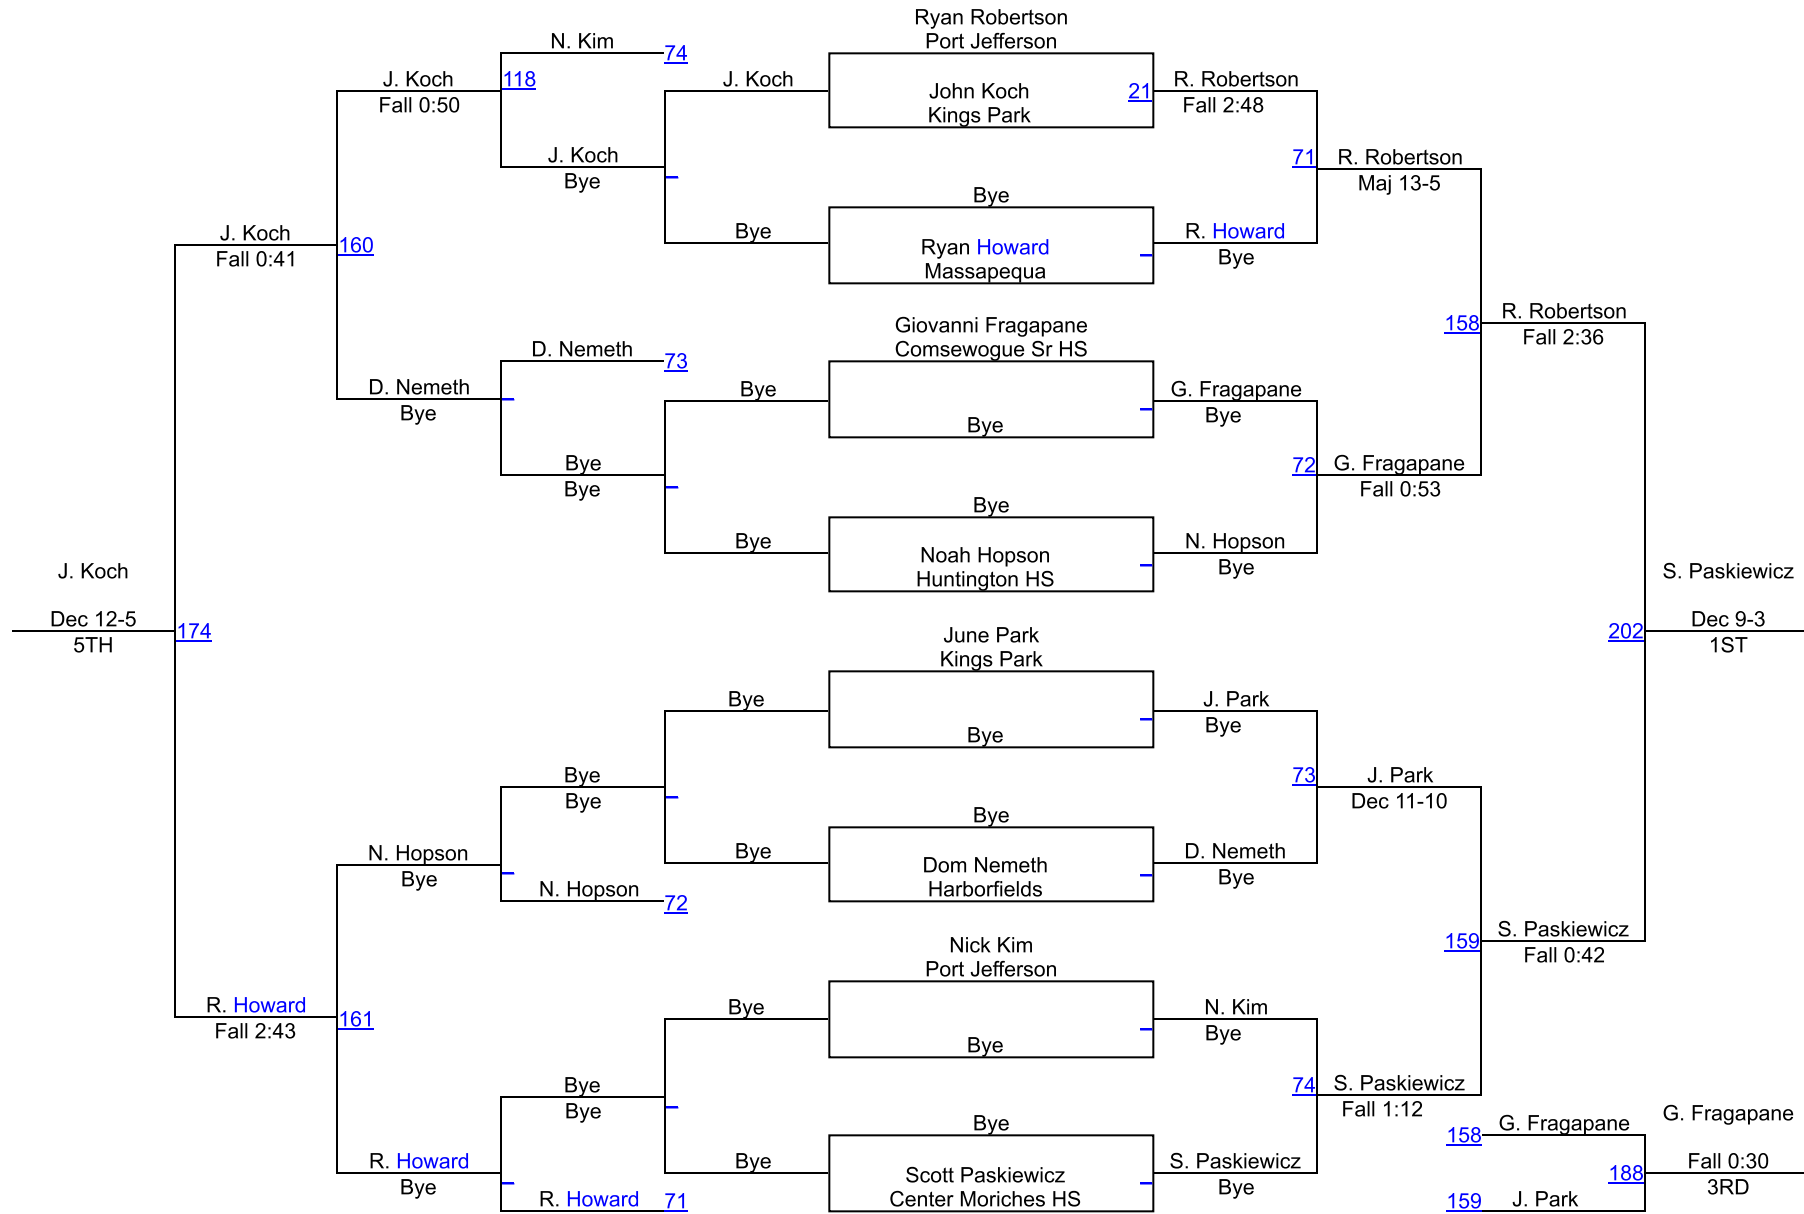 Ryan Robertson
Port Jefferson
N. Kim
74
J. Koch
118
J. Koch
John Koch
21
R. Robertson
Fall 0:50
Kings Park
Fall 2:48
J. Koch
71
R. Robertson
Bye
Maj 13-5
Bye
J. Koch
160
Bye
Ryan Howard
R. Howard
Fall 0:41
Massapequa
Bye
Giovanni Fragapane
R. Robertson
158
Fall 2:36
D. Nemeth
73
Comsewogue Sr HS
D. Nemeth
Bye
G. Fragapane
Bye
Bye
Bye
Bye
72
G. Fragapane
Bye
Fall 0:53
Bye
Bye
Noah Hopson
N. Hopson
Huntington HS
Bye
J. Koch
S. Paskiewicz
Dec 12-5
174
202
Dec 9-3
5TH
1ST
June Park
Kings Park
Bye
J. Park
Bye
Bye
Bye
73
J. Park
Bye
Dec 11-10
Bye
N. Hopson
Bye
Dom Nemeth
D. Nemeth
Bye
Harborfields
Bye
N. Hopson
72
Nick Kim
159
S. Paskiewicz
Port Jefferson
Fall 0:42
R. Howard
161
Bye
N. Kim
Fall 2:43
Bye
Bye
Bye
74
S. Paskiewicz
Bye
Fall 1:12
Bye
158
G. Fragapane
G. Fragapane
R. Howard
Bye
Scott Paskiewicz
S. Paskiewicz
188
Fall 0:30
Bye
Center Moriches HS
Bye
3RD
R. Howard
71
159
J. Park